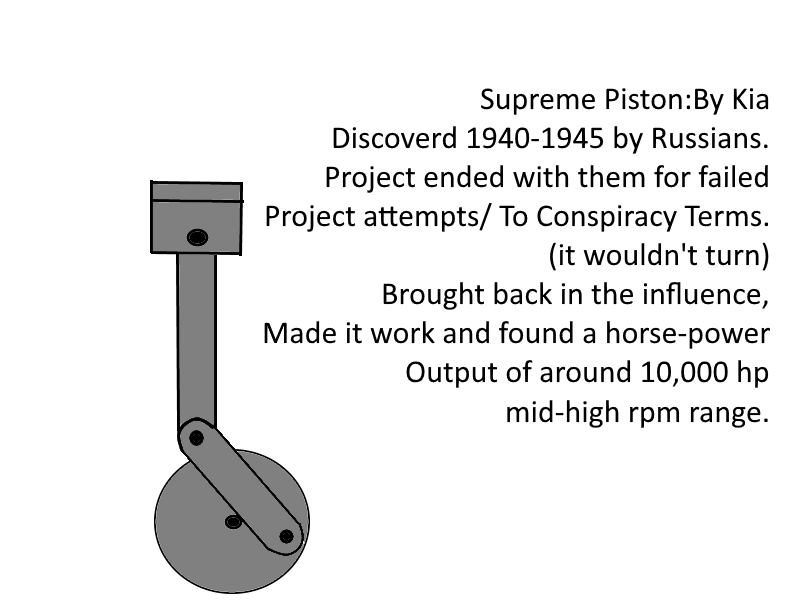 Supreme Piston:By Kia
Discoverd 1940-1945 by Russians.
Project ended with them for failed
Project attempts/ To Conspiracy Terms.
(it wouldn't turn)
Brought back in the influence,
Made it work and found a horse-power
Output of around 10,000 hp
mid-high rpm range.